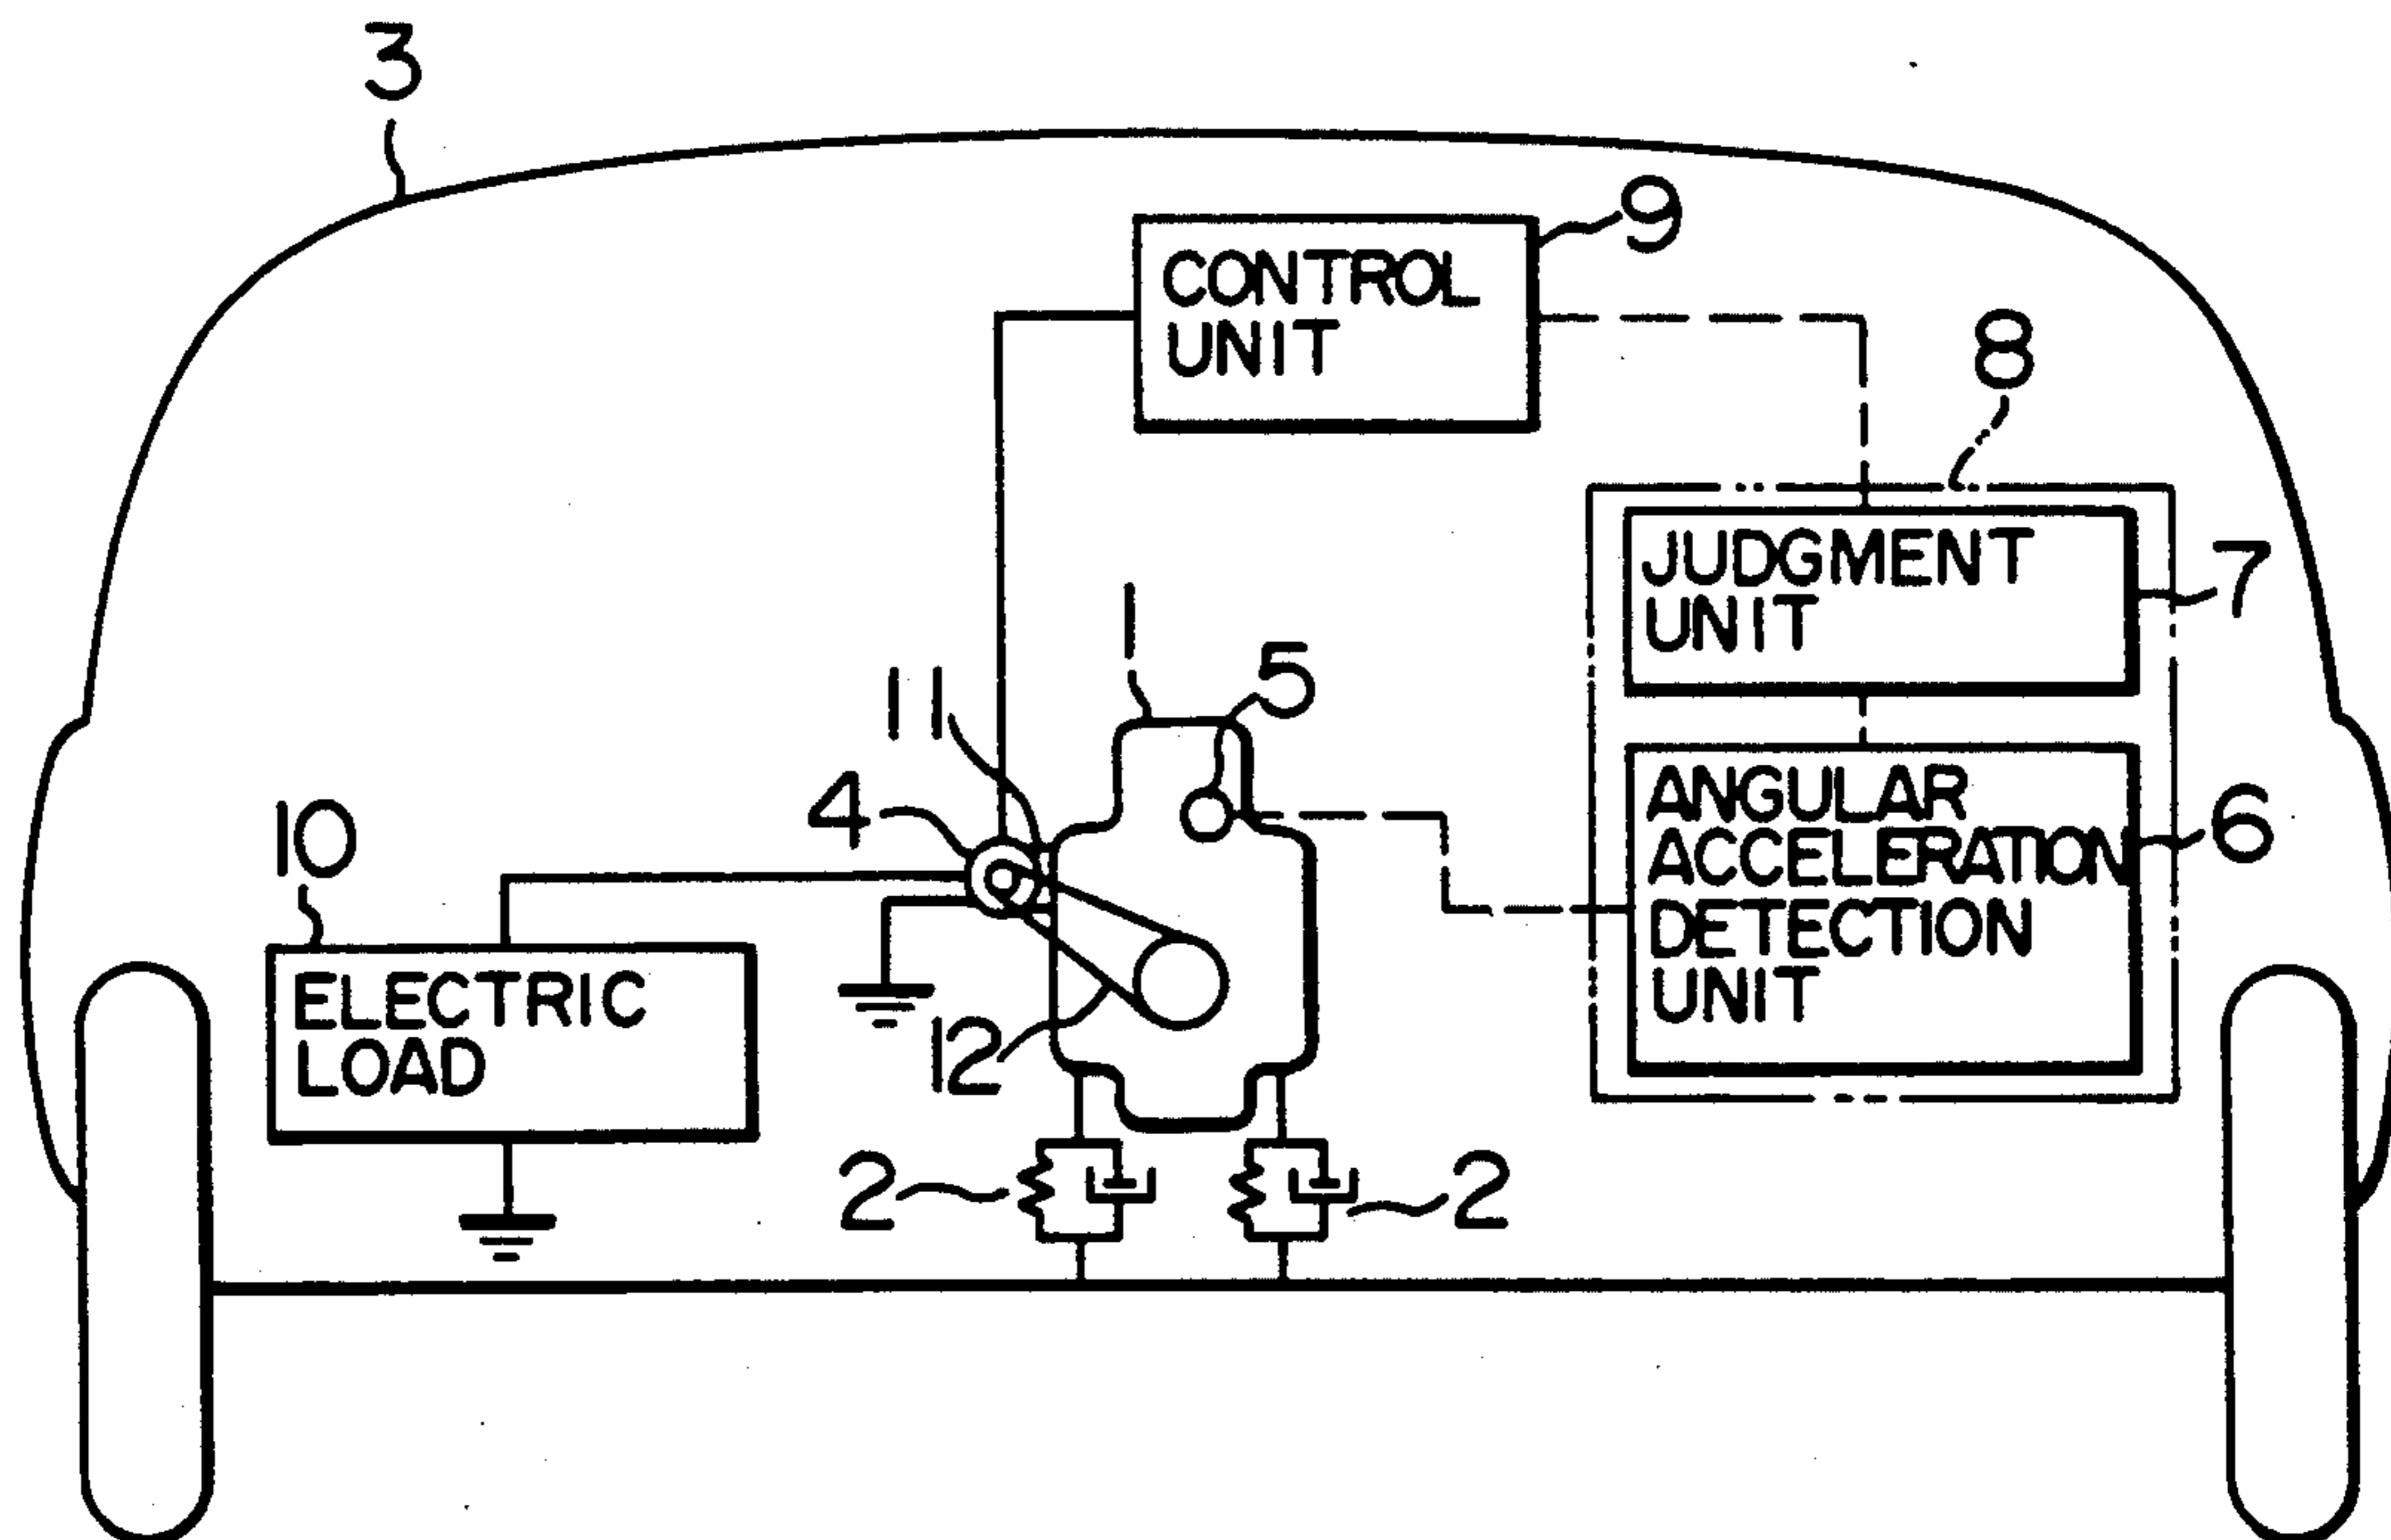 3
9
CONTROL
UNIT
8
JUDGMENT
UNIT
7
1
5
11
4
10
ANGULAR
ACCELERATION
DETECTION
UNIT
6
ELECTRIC
LOAD
12
2
2